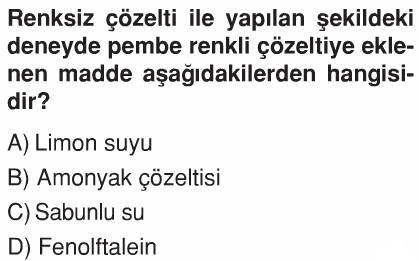 Renksiz çözelti ile yapılan şekildeki
deneyde pembe renkli çözeltiye ekle-
nen madde aşağıdakilerden hangisi-
dir?
A) Limon suyu
B) Amonyak çözeltisi
C) Sabunlu su
D) Fenolftalein